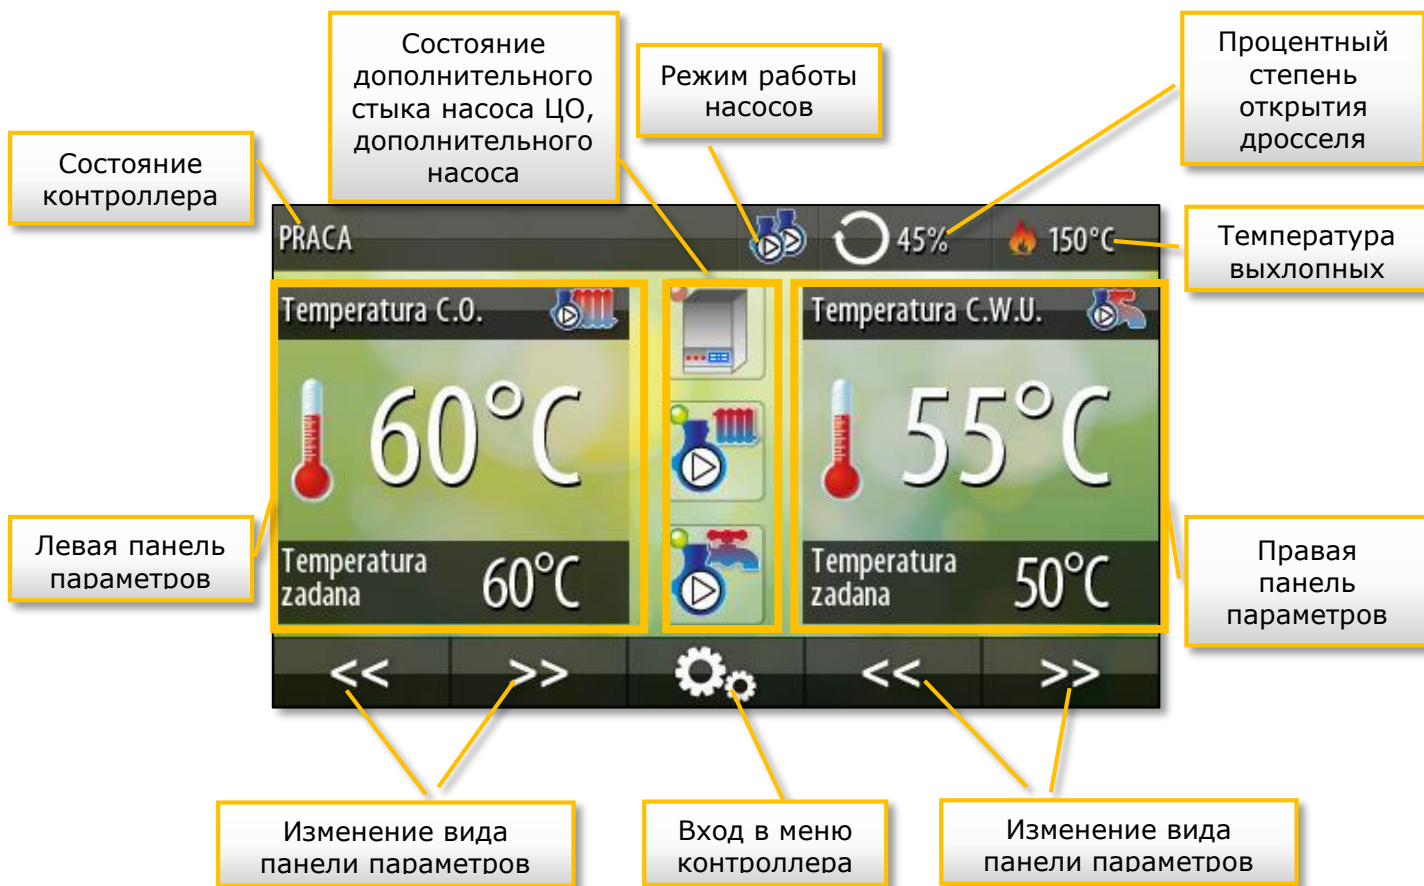 Состояние
дополнительного
стыка насоса ЦО,
дополнительного
насоса
Режим работы
насосов
Процентный
степень
открытия
дросселя
Состояние
контроллера
Температура
выхлопных
PRACA
45%
150°C
Temperatura C.O.
60°C
Temperatura
zadana
60°C
Temperatura C.W.U.
55°C
Temperatura
zadana
50°C
Левая панель
параметров
Правая
панель
параметров
<<
>>
<<
>>
Изменение вида
панели параметров
Вход в меню
контроллера
Изменение вида
панели параметров